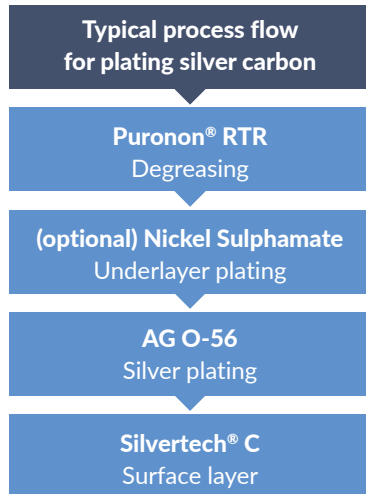 Typical process flow
for plating silver carbon
Puronon® RTR
Degreasing
(optional) Nickel Sulphamate
Underlayer plating
AG O-56
Silver plating
Silvertech® C
Surface layer